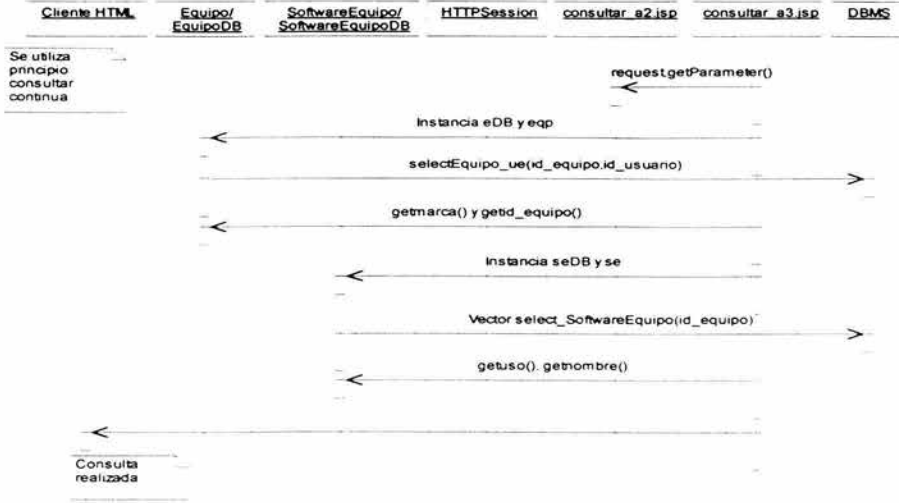 Cliente HTML
Equipo/
EquipoDB
SoftwareEquipo/
SoftwareEquipoDB
HTTPSession
consultar_a2.jsp
consultar_a3.jsp
DBMS
Se utiliza
principio
consultar
continua
request.getParameter()
Instancia eDB y eqp
selectEquipo_ue(id_equipo.id_usuario)
getmarca() y getid_equipo()
Instancia seDB y se
Vector select_SoftwareEquipo(id_equipo)
getuso(). getnombre()
Consulta
realizada